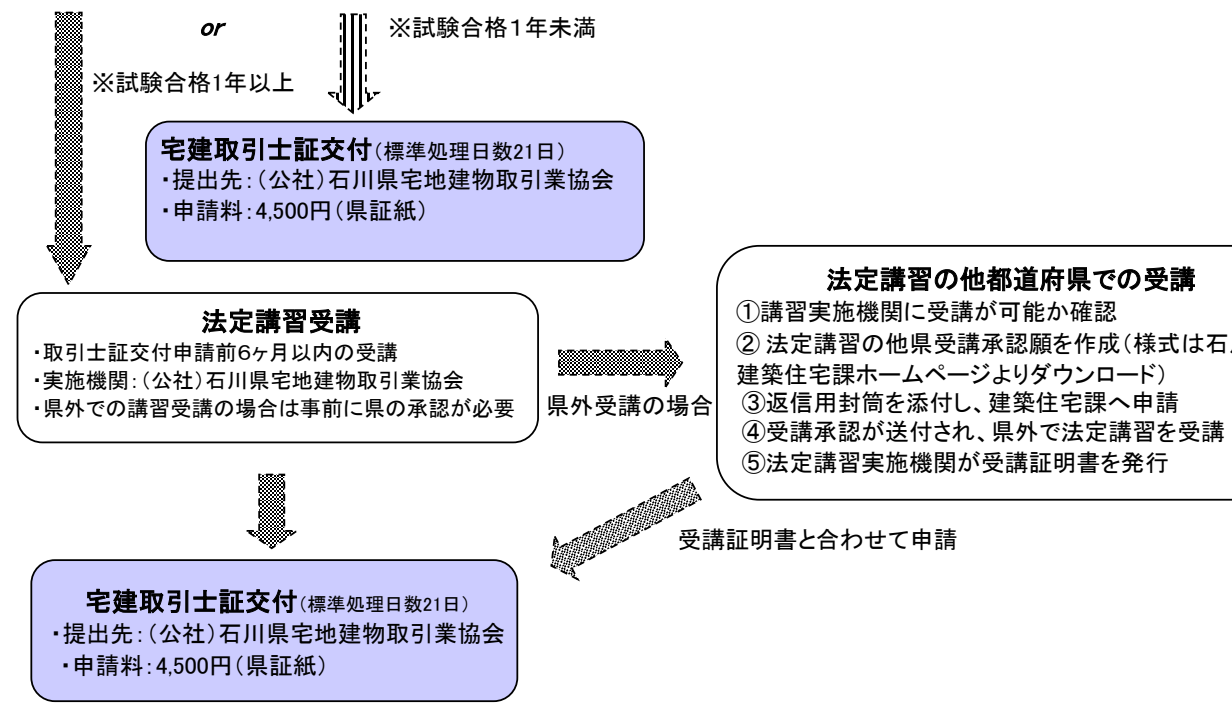 or
※試験合格1年未満
※試験合格1年以上
宅建取引士証交付(標準処理日数21日)
・提出先:(公社)石川県宅地建物取引業協会
・申請料:4,500円(県証紙)
法定講習受講
・取引士証交付申請前6ヶ月以内の受講
・実施機関:(公社)石川県宅地建物取引業協会
・県外での講習受講の場合は事前に県の承認が必要
県外受講の場合
法定講習の他都道府県での受講
①講習実施機関に受講が可能か確認
② 法定講習の他県受講承認願を作成(様式は石
建築住宅課ホームページよりダウンロード)
③返信用封筒を添付し、建築住宅課へ申請
④受講承認が送付され、県外で法定講習を受講
⑤法定講習実施機関が受講証明書を発行
受講証明書と合わせて申請
宅建取引士証交付(標準処理日数21日)
・提出先:(公社)石川県宅地建物取引業協会
・申請料:4,500円(県証紙)